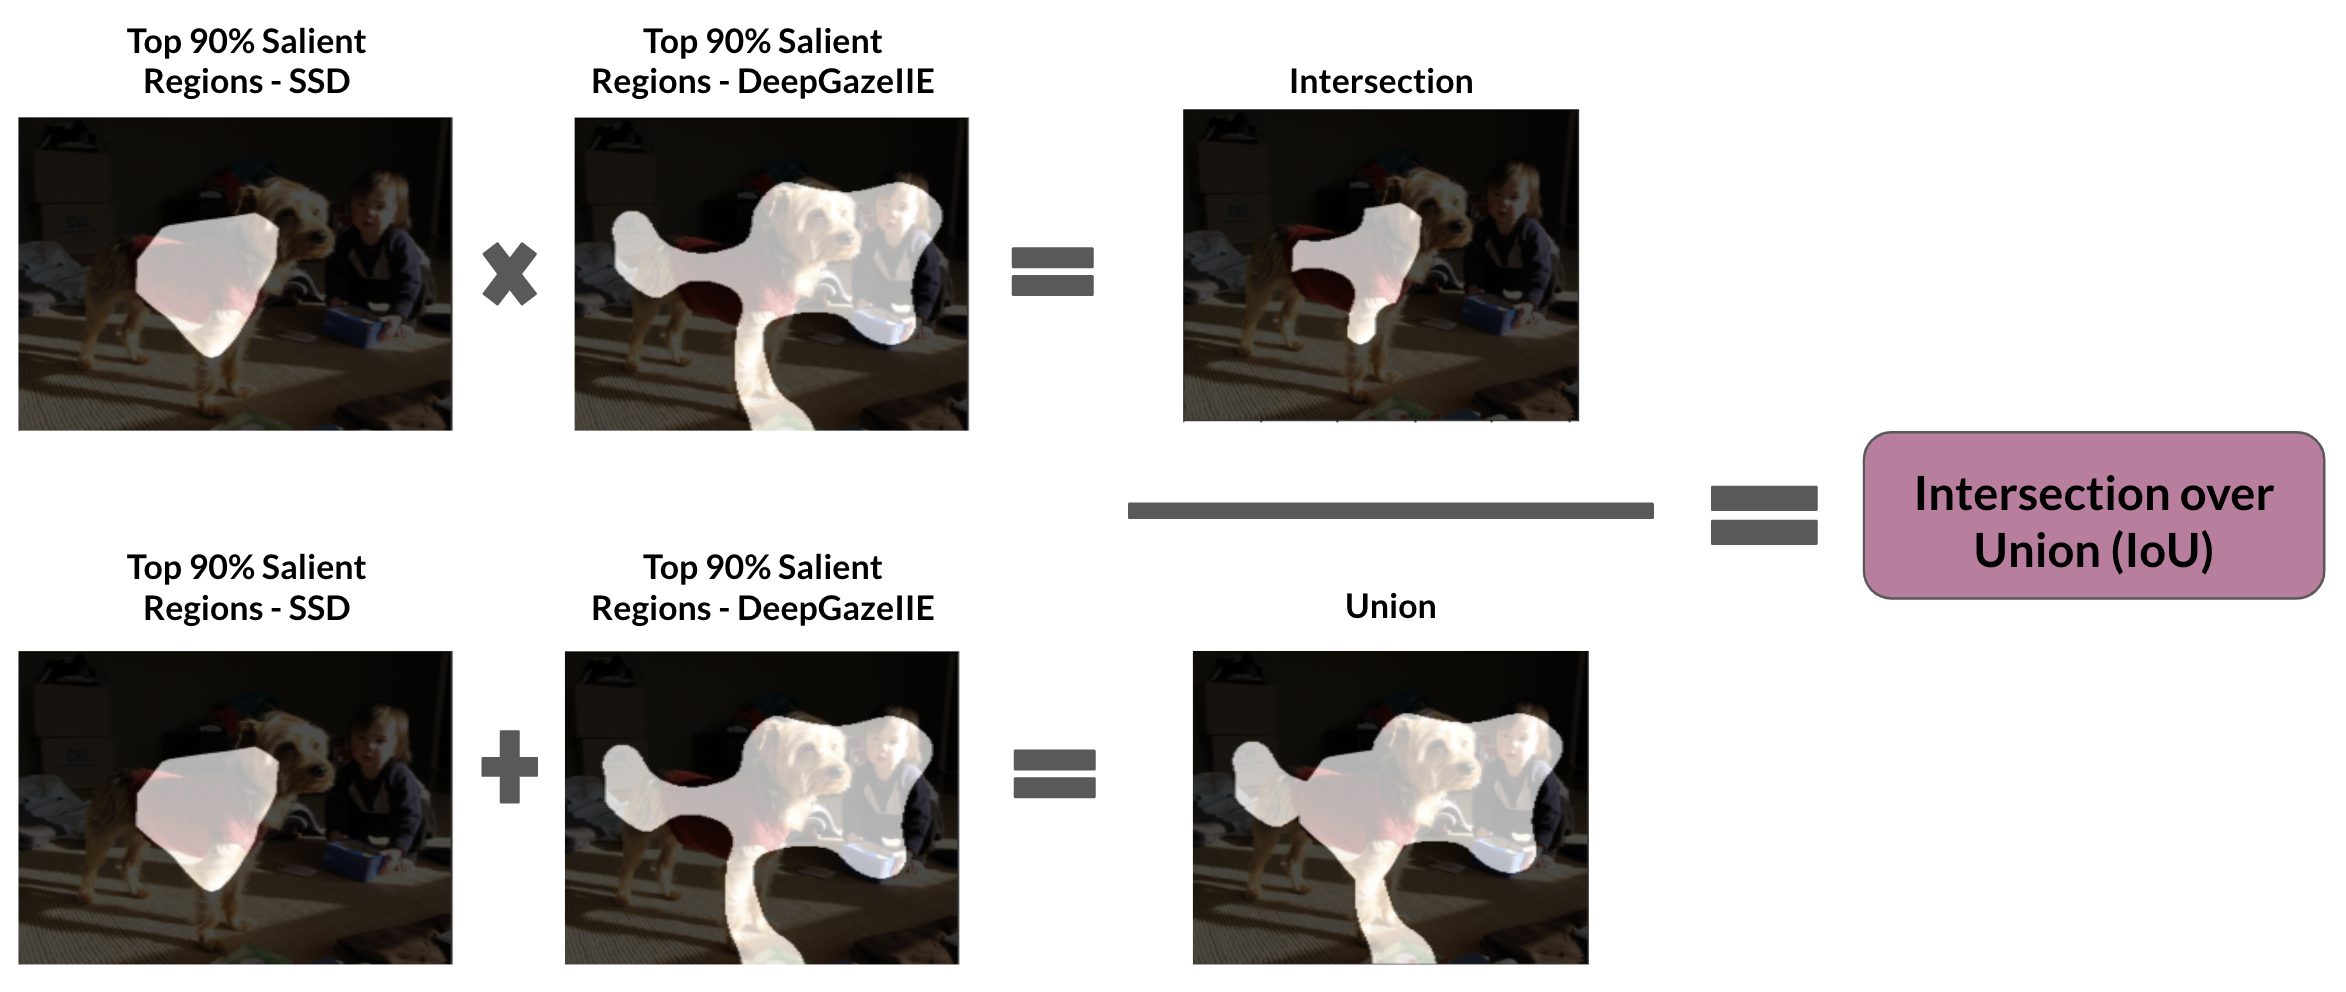 Top 90% Salient
Regions - SSD
Top 90% Salient
Regions - DeepGazeIIE
Intersection
Intersection over
Union (IoU)
Top 90% Salient
Regions - SSD
Top 90% Salient
Regions - DeepGazeIIE
Union